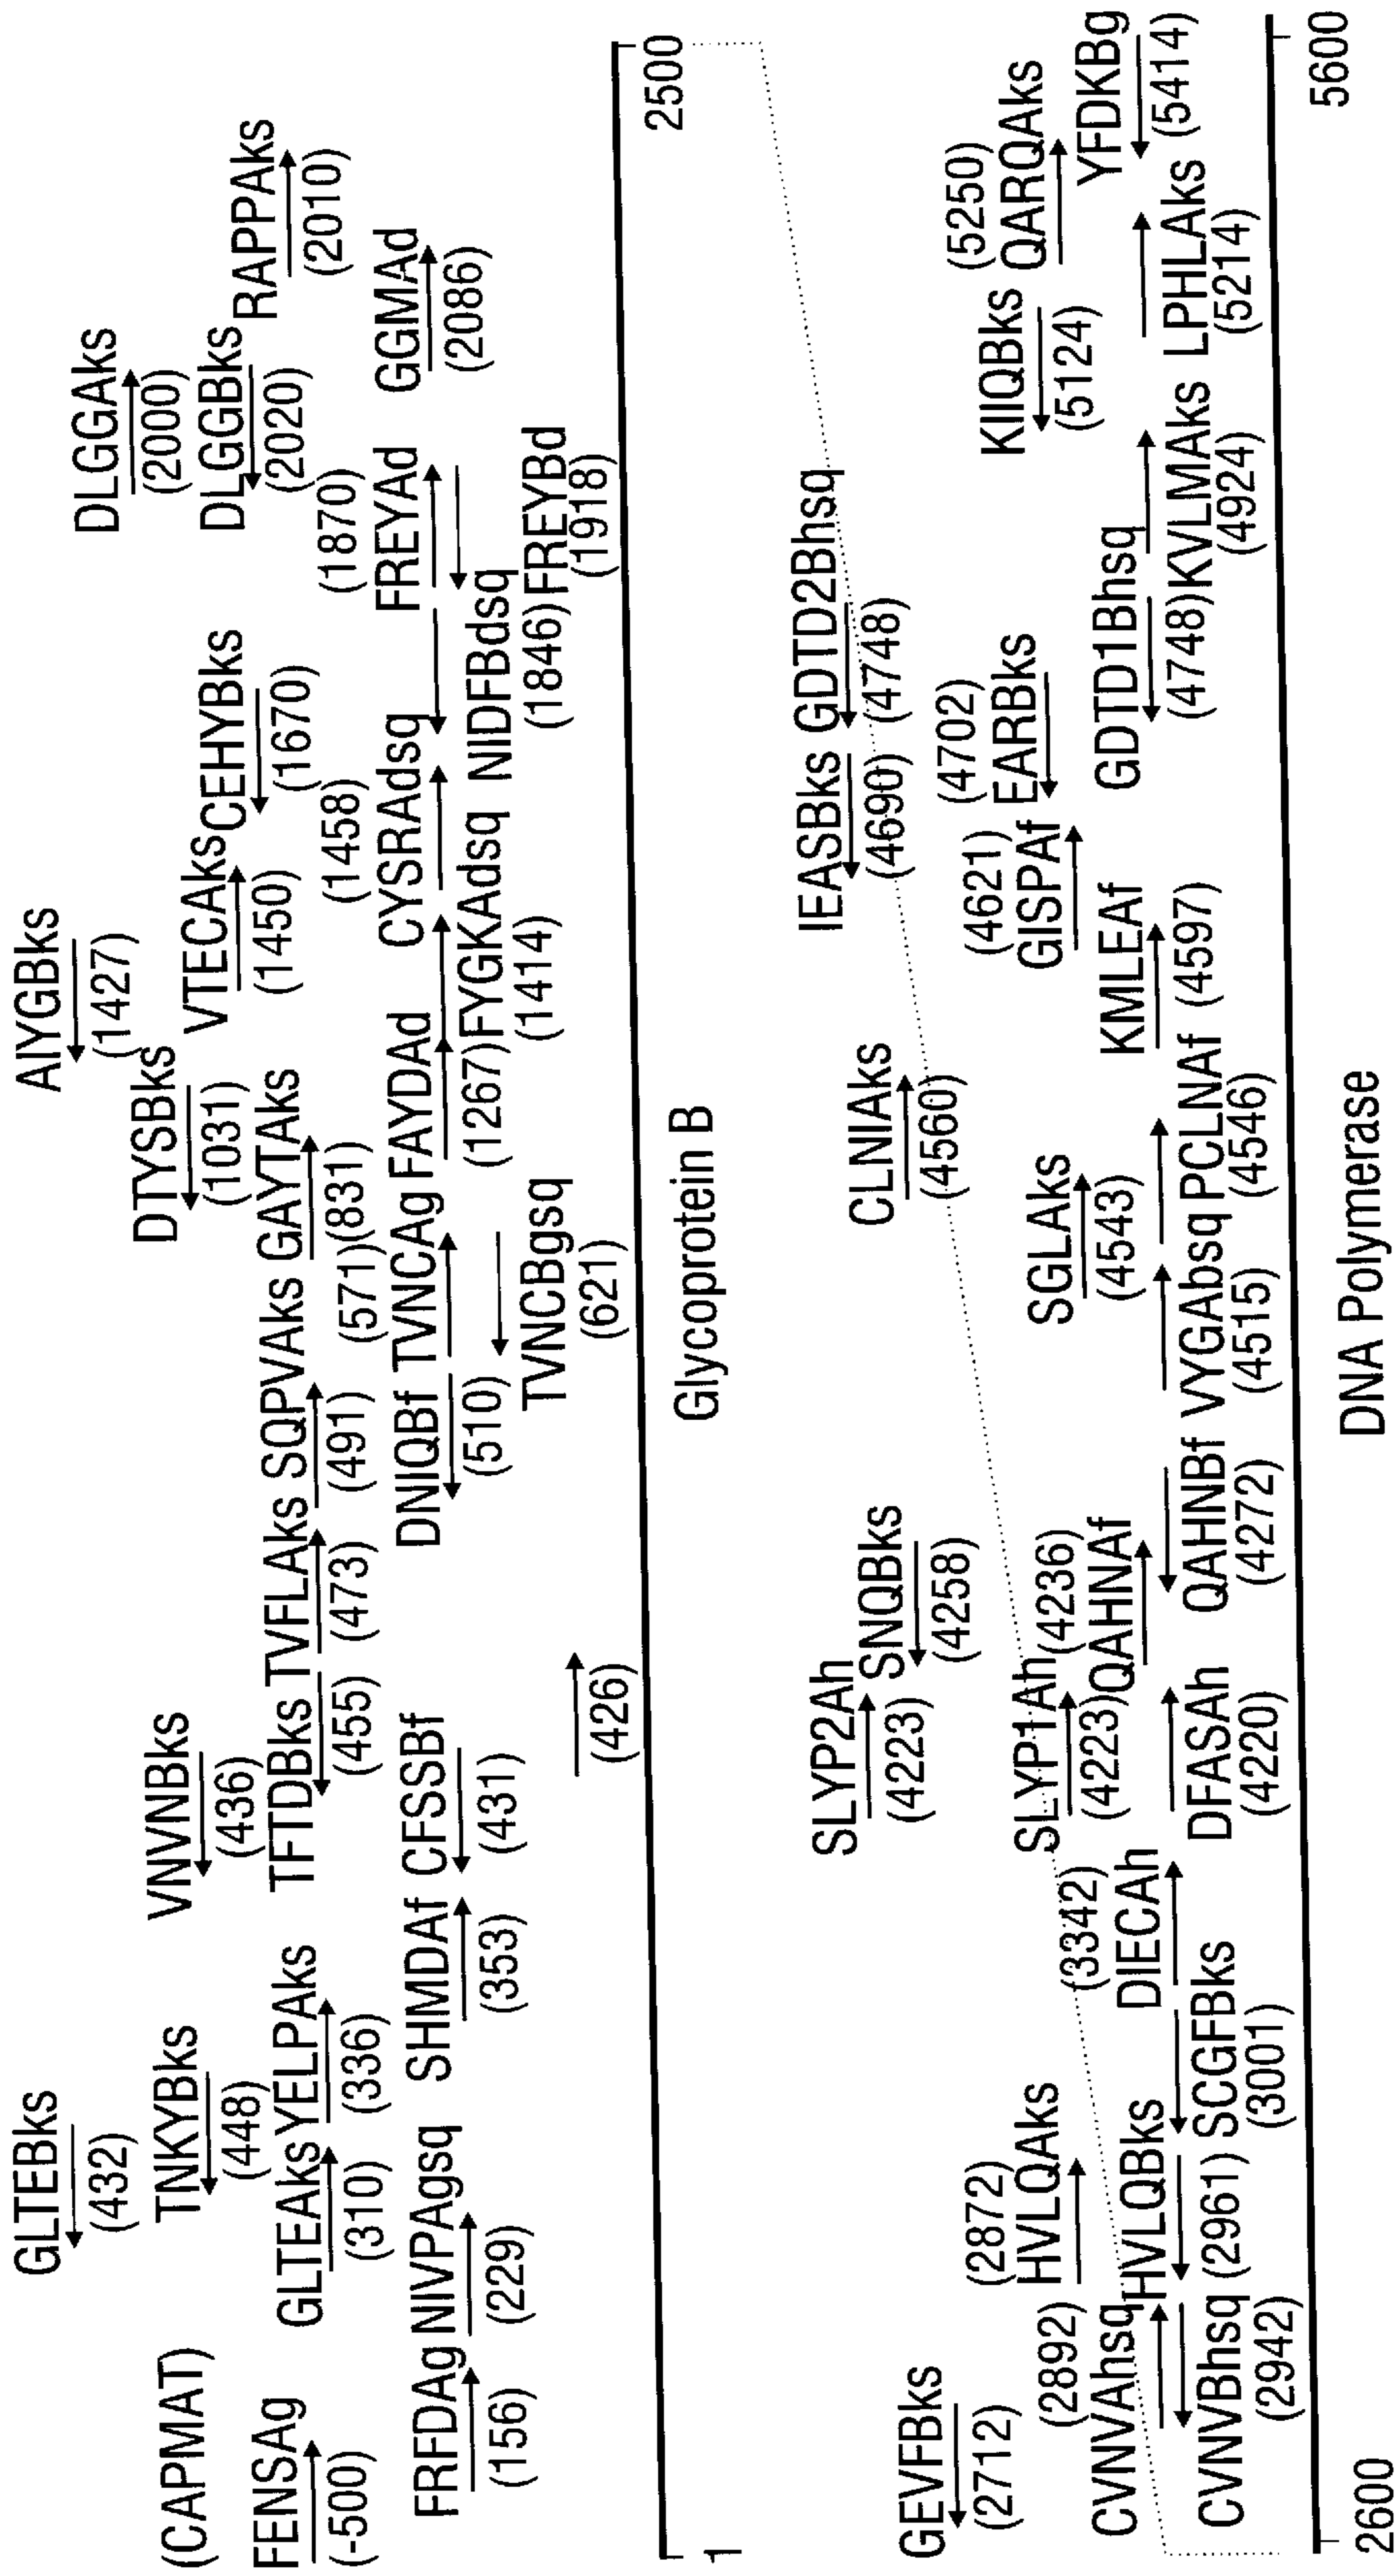 GLTEBks
(432)
AIYGBks
(1427)
DLGGAks
(2000)
(CAPMAT)
TNKYBks
(448)
VNVNBks
(436)
DTYSBks
(1031)
VTECAks
(1450)
CEHYBks
(1670)
DLGGBks
(2020)
RAPPAks
(2010)
FENSAg
(-500)
GLTEAks
(310)
YELPAks
(336)
TFTDBks
(455)
TVFLAks
(473)
SQPVAks
(491)
GAYTAks
(831)
FRFDAg
(156)
NIVPAgsq
(229)
SHMDAf
(353)
CFSSBf
(431)
DNIQBf
(510)
(571)
TVNCAg
FAYDAd
(1267)
(1458)
CYSRAdsq
(1870)
FREYAd
GGMAd
(2086)
TVNCBgsq
(621)
FYGKAdsq
(1414)
NIDFBdsq
(1846)
FREYBd
(1918)
(426)
1
2500
Glycoprotein B
IEASBks
(4690)
GDTD2Bhsq
(4748)
SLYP2Ah
(4223)
SNQBks
(4258)
CLNIAks
(4560)
GEVFBks
(2712)
(2872)
HVLQAks
SLYP1Ah
(4223)
SGLAks
(4543)
(4621)
GISPAf
(4702)
EARBks
KIIQBks
(5124)
(5250)
QARQAks
(2892)
CVNVAhsq
HVLQBks
(2961)
(3342)
DIECAh
(4236)
QAHNAf
KMLEAf
(4597)
GDTD1Bhsq
(4748)
YFDKBg
(5414)
CVNVBhsq
(2942)
SCGFBks
(3001)
DFASAh
(4220)
QAHNBf
(4272)
VYGAbsq
(4515)
PCLNAf
(4546)
KVLMAks
(4924)
LPHLAks
(5214)
2600
5600
DNA Polymerase